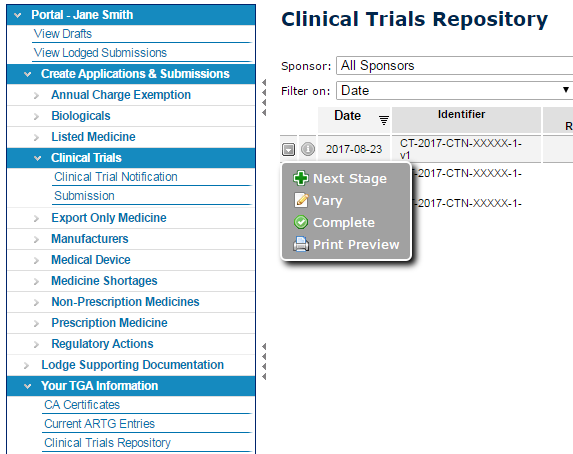 Portal - Jane Smith
View Drafts
View Lodged Submissions
Create Applications & Submissions
Annual Charge Exemption
Biologicals
Listed Medicine
Clinical Trials
Clinical Trial Notification
Submission
Export Only Medicine
Manufacturers
Medical Device
Medicine Shortages
Non-Prescription Medicines
Prescription Medicine
Regulatory Actions
Lodge Supporting Documentation
Your TGA Information
CA Certificates
Current ARTG Entries
Clinical Trials Repository
Clinical Trials Repository
Sponsor: All Sponsors
Filter on: Date
Date Identifier
R
2017-08-23 CT-2017-CTN-XXXXX-1-
v1
T-2017-CTN-XXXXX-1-
T-2017-CTN-XXXXX-1-
Next Stage
Vary
Complete
Print Preview